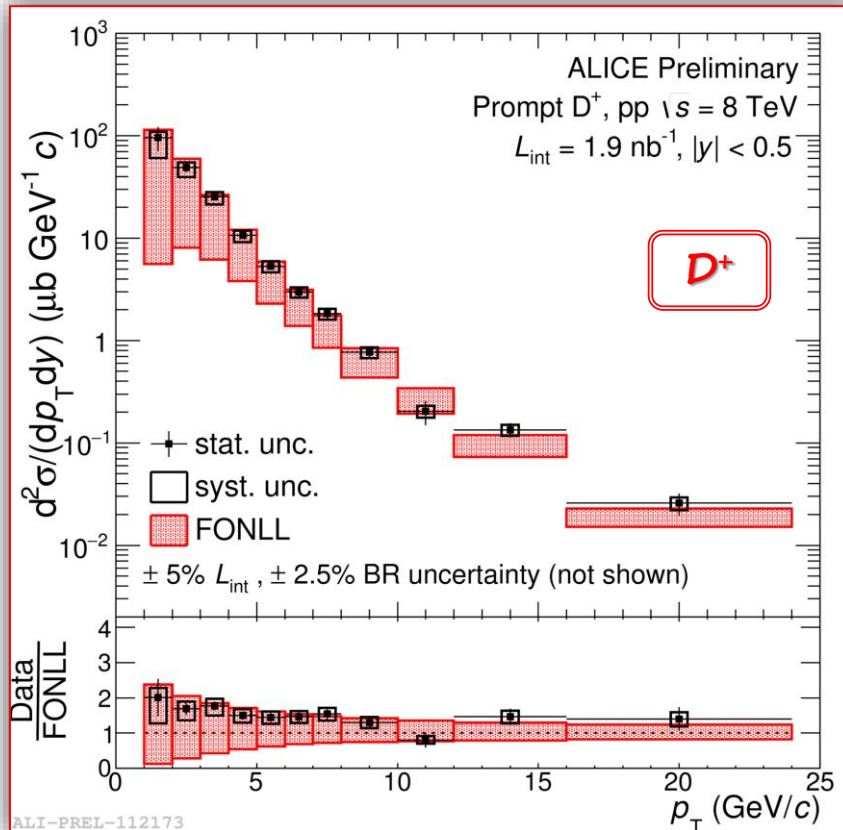 ALICE Preliminary
Prompt D⁺, pp √s = 8 TeV
L_int = 1.9 nb⁻¹, |y| < 0.5
D⁺
d²σ/(dp_T dy) (μb GeV⁻¹ c)
10³
10²
10
1
10⁻¹
10⁻²
stat. unc.
syst. unc.
FONLL
± 5% L_int , ± 2.5% BR uncertainty (not shown)
Data
FONLL
4
3
2
1
0
0 5 10 15 20 25
p_T (GeV/c)
ALI-PREL-112173